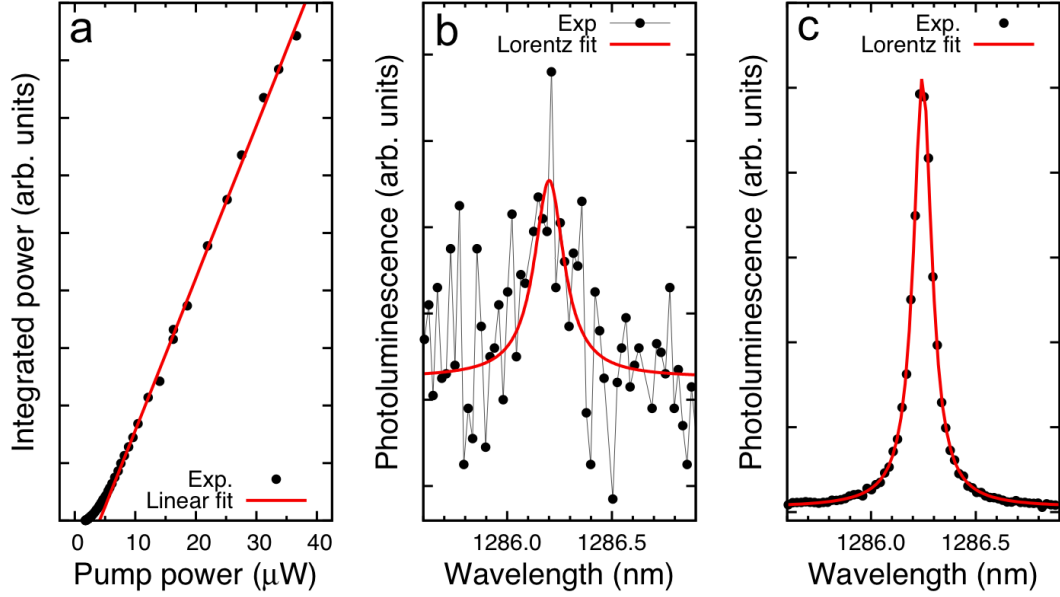 a
Integrated power (arb. units)
Exp.
Linear fit
0 10 20 30 40
Pump power (μW)
b
Photoluminescence (arb. units)
Exp
Lorentz fit
1286.0 1286.5
Wavelength (nm)
c
Photoluminescence (arb. units)
Exp.
Lorentz fit
1286.0 1286.5
Wavelength (nm)